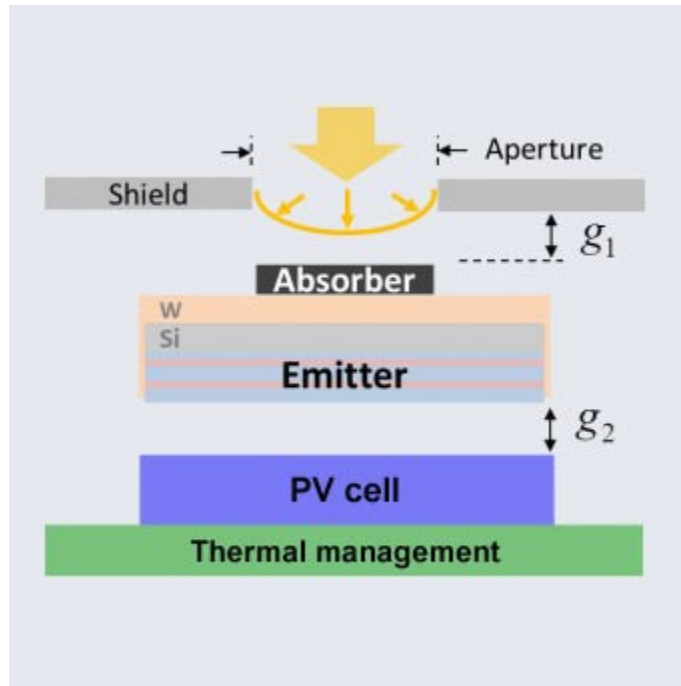 Aperture
Shield
g₁
Absorber
W
Si
Emitter
g₂
PV cell
Thermal management